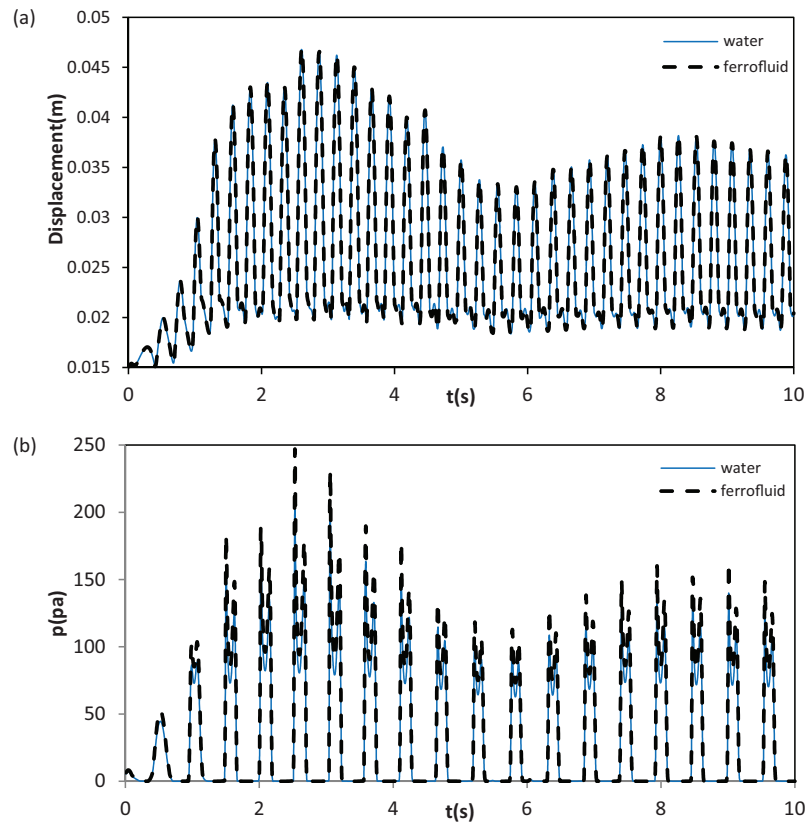 (a)
0.05
0.045
0.04
0.035
0.03
0.025
0.02
0.015
Displacement(m)
water
ferrofluid
0 2 4 6 8 10
t(s)
(b)
250
200
150
100
50
0
p(pa)
water
ferrofluid
0 2 4 6 8 10
t(s)